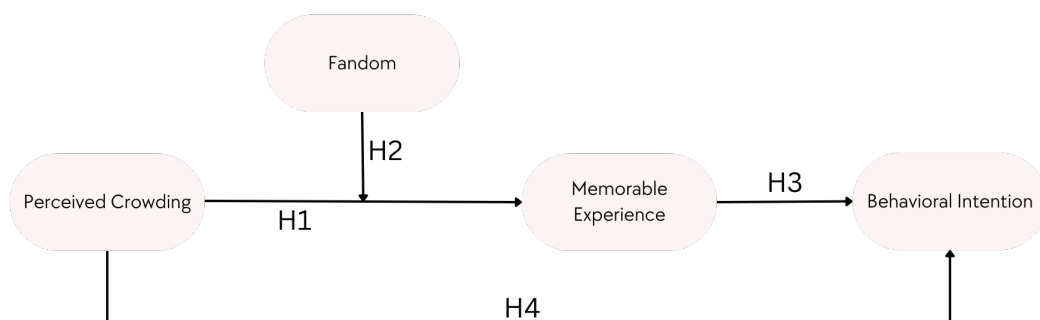 Fandom
H2
Perceived Crowding
H1
Memorable
Experience
H3
Behavioral Intention
H4